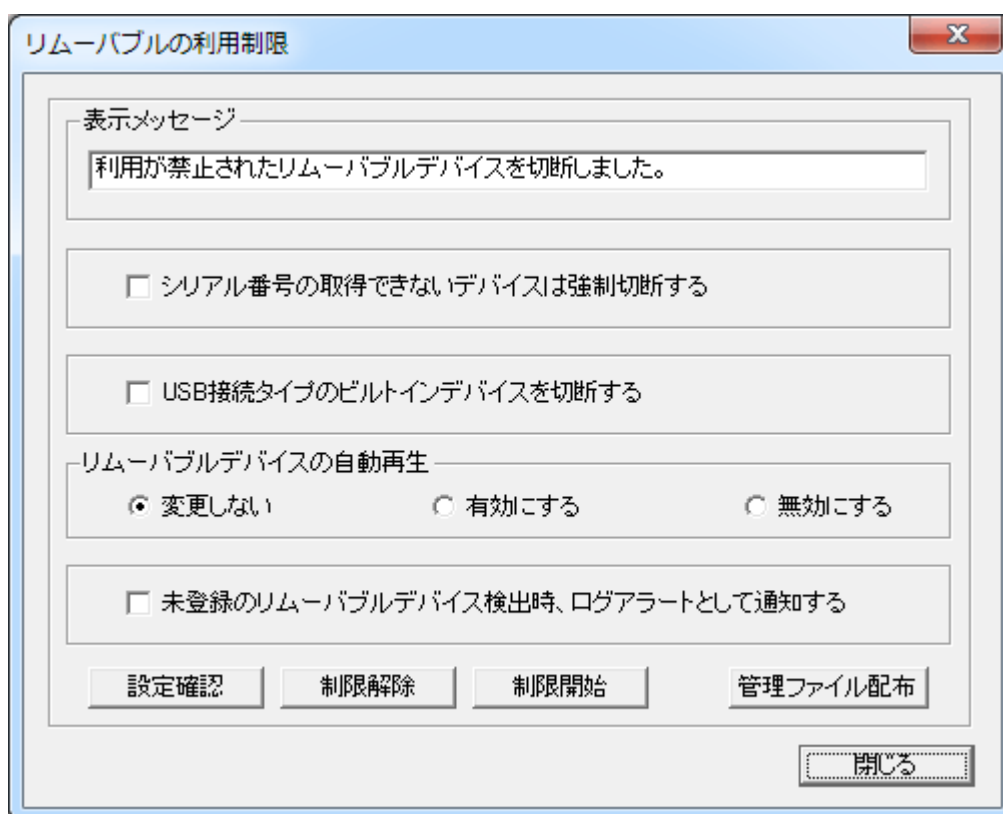 リムーバブルの利用制限
表示メッセージ
利用が禁止されたリムーバブルデバイスを切断しました。
シリアル番号の取得できないデバイスは強制切断する
USB接続タイプのビルトインデバイスを切断する
リムーバブルデバイスの自動再生
変更しない 有効にする 無効にする
未登録のリムーバブルデバイス検出時、ログアラートとして通知する
設定確認 制限解除 制限開始 管理ファイル配布
閉じる